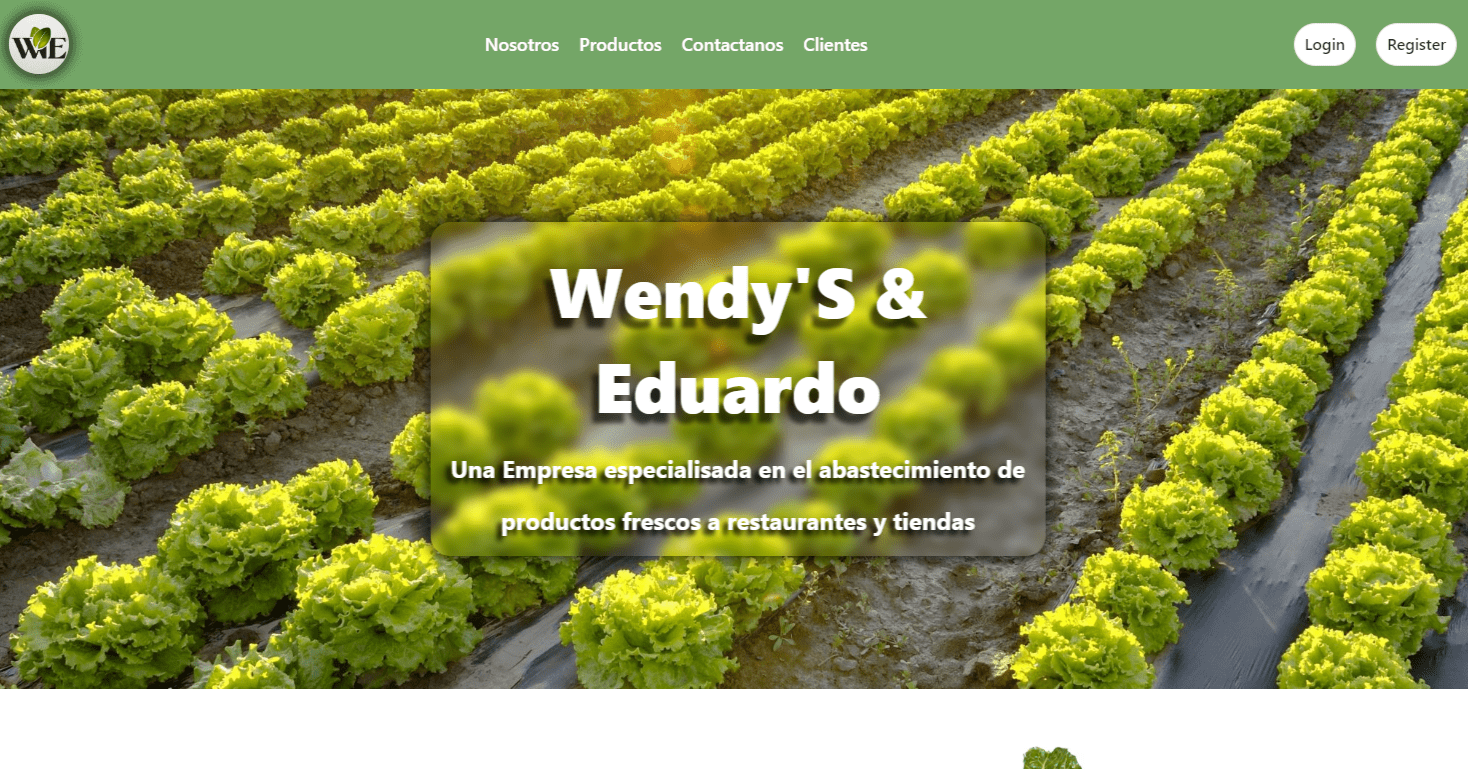 WE
Nosotros Productos Contactanos Clientes
Login Register
Wendy'S &
Eduardo
Una Empresa especialisada en el abastecimiento de
productos frescos a restaurantes y tiendas